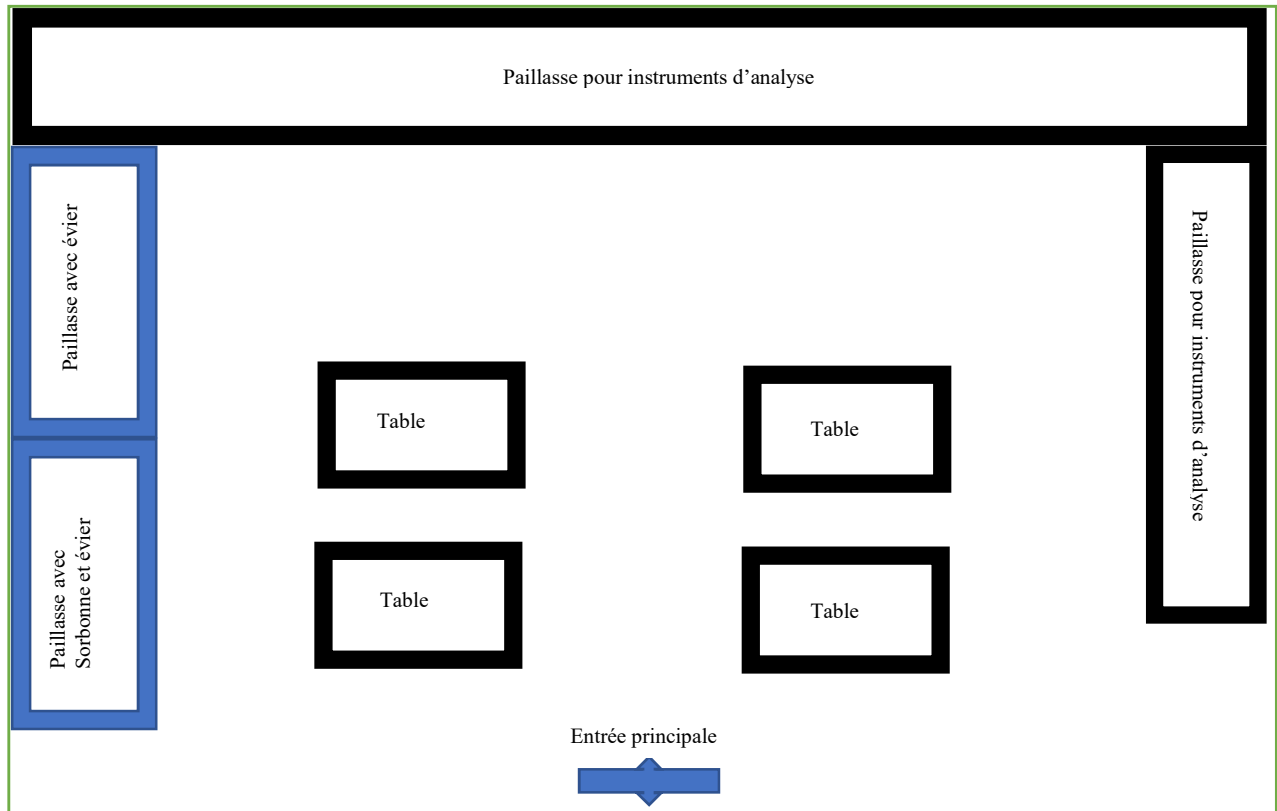 Paillasse pour instruments d’analyse
Paillasse avec évier
Paillasse pour instruments d’analyse
Table
Table
Paillasse avec
Sorbonne et évier
Table
Table
Entrée principale